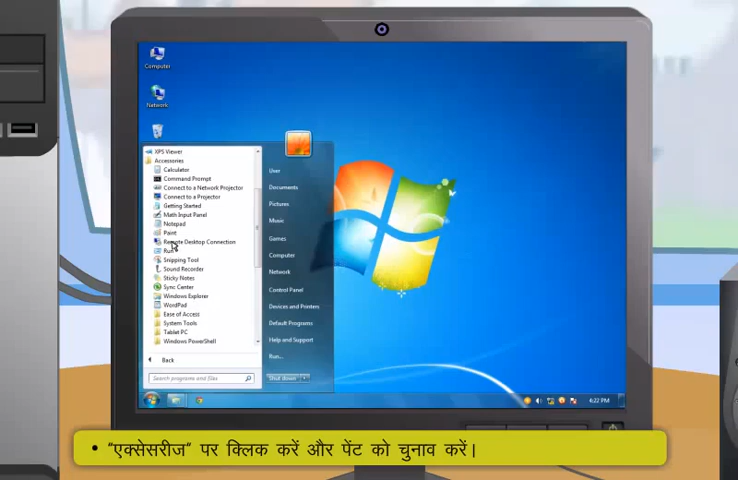 Computer
Network
XPS Viewer
Accessories
Calculator
Command Prompt
Connect to a Network Projector
Connect to a Projector
Getting Started
Math Input Panel
Notepad
Paint
Remote Desktop Connection
Run
Snipping Tool
Sound Recorder
Sticky Notes
Sync Center
Windows Explorer
WordPad
Ease of Access
System Tools
Tablet PC
Windows PowerShell
Back
Search programs and files
User
Documents
Pictures
Music
Games
Computer
Network
Control Panel
Devices and Printers
Default Programs
Help and Support
Run...
Shut down
6:22 PM
• “एक्सेसरीज” पर क्लिक करें और पेंट को चुनाव करें।